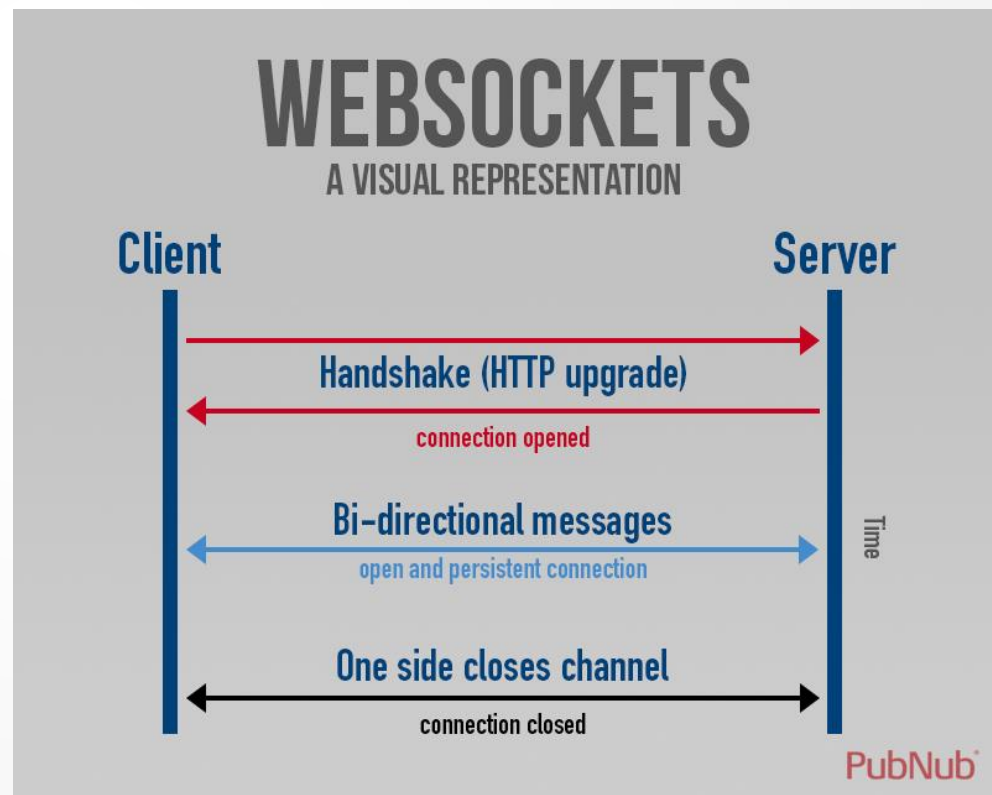 WEBSOCKETS
A VISUAL REPRESENTATION
Client
Server
Handshake (HTTP upgrade)
connection opened
Bi-directional messages
open and persistent connection
Time
One side closes channel
connection closed
PubNub